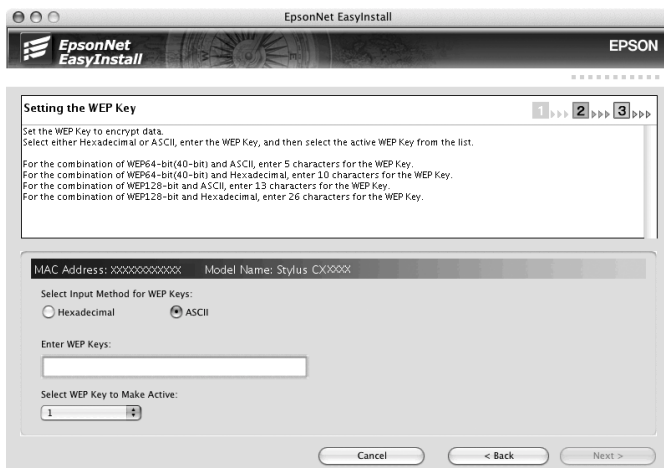 EpsonNet EasyInstall
EpsonNet
EasyInstall
EPSON
Setting the WEP Key
1 2 3
Set the WEP Key to encrypt data.
Select either Hexadecimal or ASCII, enter the WEP Key, and then select the active WEP Key from the list.
For the combination of WEP64-bit(40-bit) and ASCII, enter 5 characters for the WEP Key.
For the combination of WEP64-bit(40-bit) and Hexadecimal, enter 10 characters for the WEP Key.
For the combination of WEP128-bit and ASCII, enter 13 characters for the WEP Key.
For the combination of WEP128-bit and Hexadecimal, enter 26 characters for the WEP Key.
MAC Address: XXXXXXXXXXXX Model Name: Stylus CXXXXX
Select Input Method for WEP Keys:
Hexadecimal ASCII
Enter WEP Keys:
Select WEP Key to Make Active:
1
Cancel < Back Next >